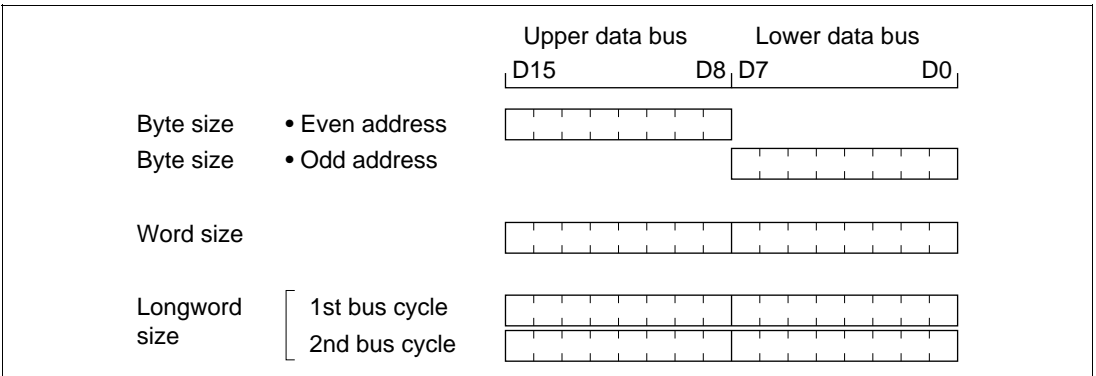 Upper data bus Lower data bus
D15 D8 D7 D0
Byte size • Even address
Byte size • Odd address
Word size
Longword 1st bus cycle
size 2nd bus cycle